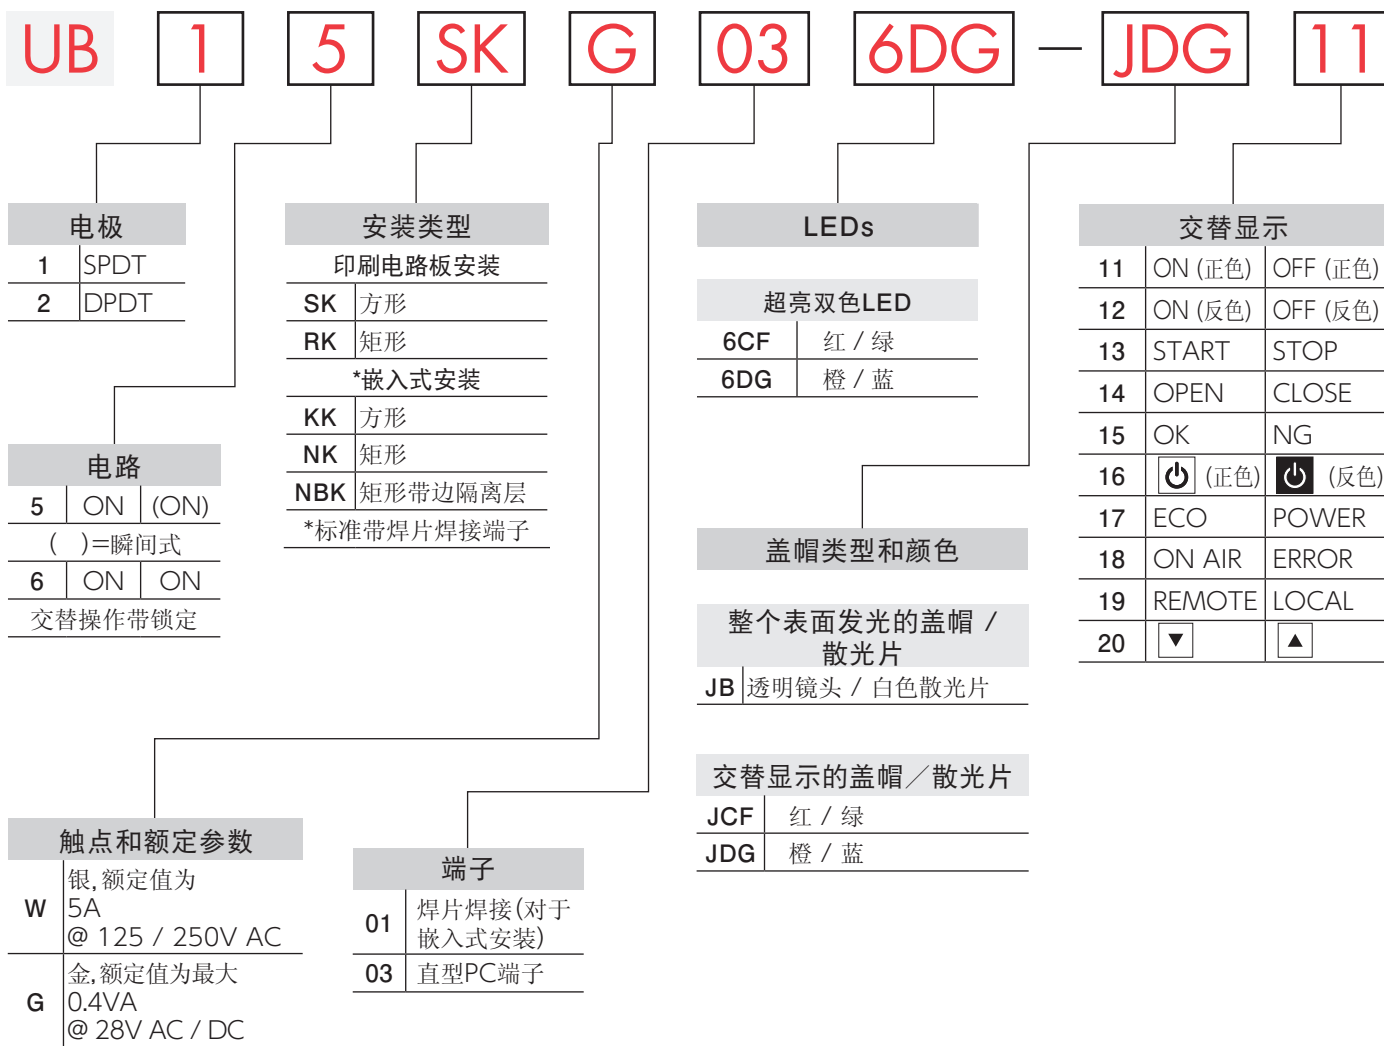 UB 1 5 SK G 03 6DG — JDG 11
电极
1 SPDT
2 DPDT
电路
5 ON (ON)
( )=瞬间式
6 ON ON
交替操作带锁定
安装类型
印刷电路板安装
SK 方形
RK 矩形
*嵌入式安装
KK 方形
NK 矩形
NBK 矩形带边隔离层
*标准带焊片焊接端子
触点和额定参数
W 银,额定值为
5A
@ 125 / 250V AC
G 金,额定值为最大
0.4VA
@ 28V AC / DC
端子
01 焊片焊接(对于
嵌入式安装)
03 直型PC端子
LEDs
超亮双色LED
6CF 红 / 绿
6DG 橙 / 蓝
盖帽类型和颜色
整个表面发光的盖帽 /
散光片
JB 透明镜头 / 白色散光片
交替显示的盖帽／散光片
JCF 红 / 绿
JDG 橙 / 蓝
交替显示
11 ON (正色) OFF (正色)
12 ON (反色) OFF (反色)
13 START STOP
14 OPEN CLOSE
15 OK NG
16 (正色) (反色)
17 ECO POWER
18 ON AIR ERROR
19 REMOTE LOCAL
20 ▼ ▲